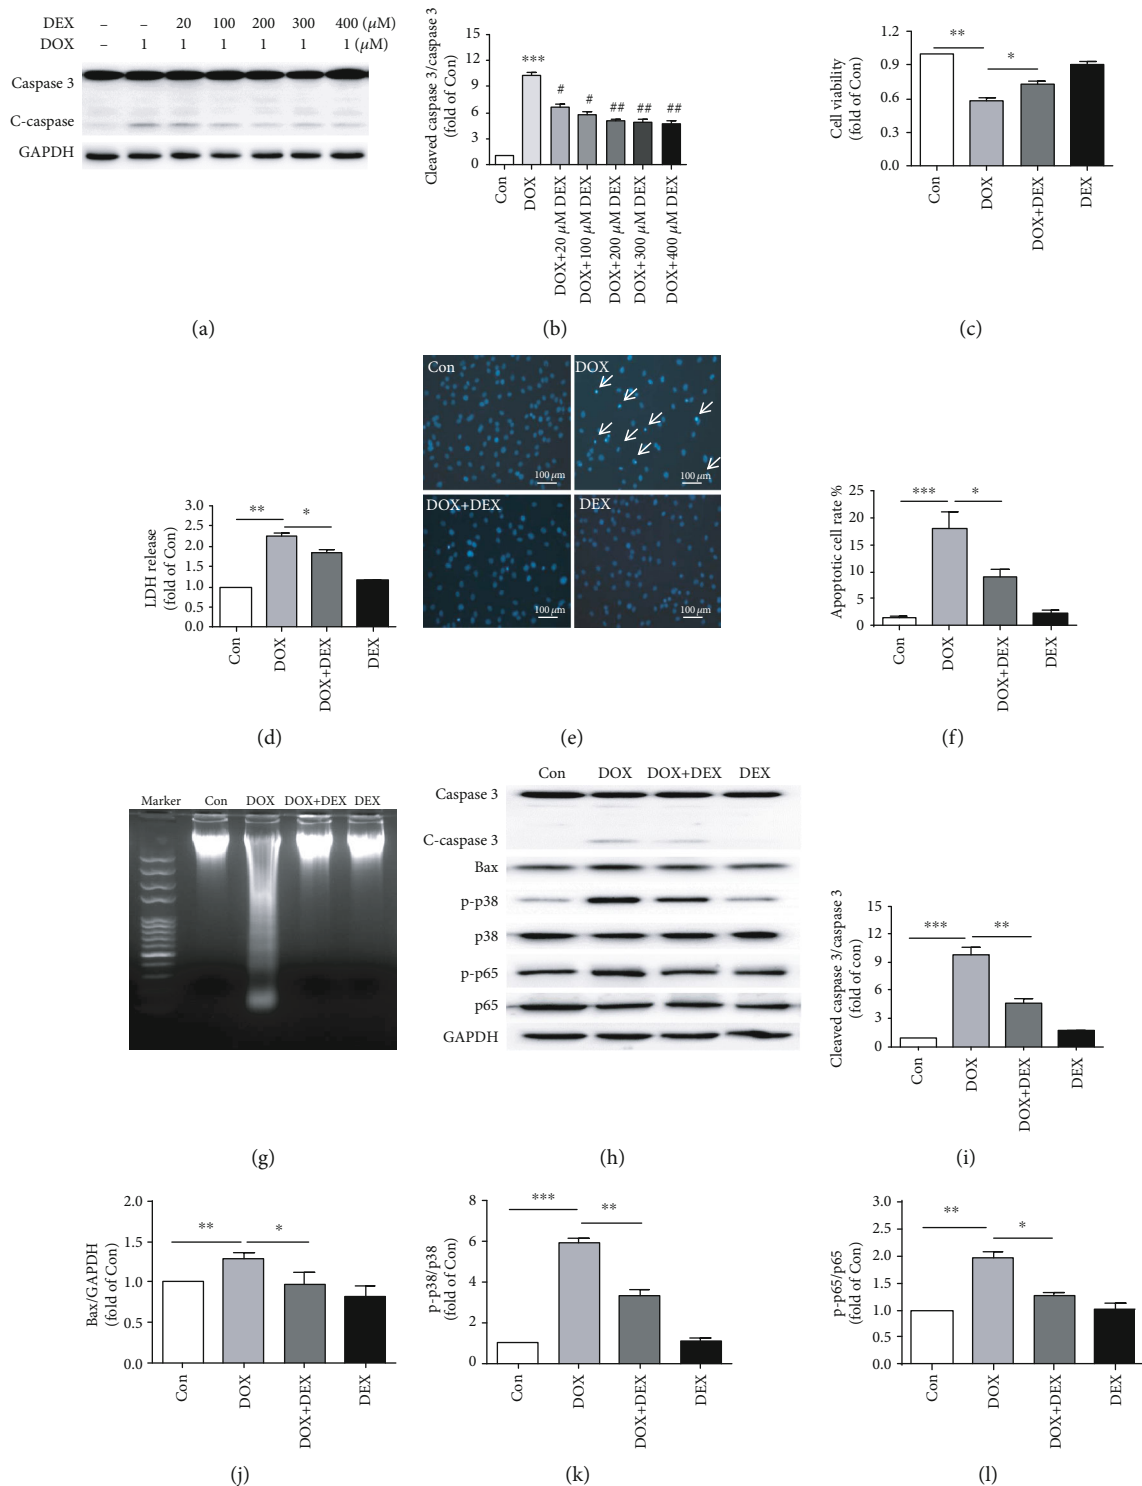 DEX – – 20 100 200 300 400 (μM)
DOX – 1 1 1 1 1 1 (μM)
Caspase 3
C-caspase
GAPDH
(a)
Cleaved caspase 3/caspase 3
(fold of Con)
15
12
9
6
3
0
***
#
#
##
##
##
Con
DOX
DOX+20 μM DEX
DOX+100 μM DEX
DOX+200 μM DEX
DOX+300 μM DEX
DOX+400 μM DEX
(b)
Cell viability
(fold of Con)
1.2
0.9
0.6
0.3
0
**
*
Con
DOX
DOX+DEX
DEX
(c)
LDH release
(fold of Con)
3.0
2.5
2.0
1.5
1.0
0.5
0.0
**
*
Con
DOX
DOX+DEX
DEX
(d)
Con
100 μm
DOX
100 μm
DOX+DEX
100 μm
DEX
100 μm
(e)
Apoptotic cell rate %
25
20
15
10
5
0
***
*
Con
DOX
DOX+DEX
DEX
(f)
Marker Con DOX DOX+DEX DEX
(g)
Con DOX DOX+DEX DEX
Caspase 3
C-caspase 3
Bax
p-p38
p38
p-p65
p65
GAPDH
(h)
Cleaved caspase 3/caspase 3
(fold of con)
15
12
9
6
3
0
***
**
Con
DOX
DOX+DEX
DEX
(i)
Bax/GAPDH
(fold of Con)
2.0
1.5
1.0
0.5
0.0
**
*
Con
DOX
DOX+DEX
DEX
(j)
p-p38/p38
(fold of Con)
8
6
4
2
0
***
**
Con
DOX
DOX+DEX
DEX
(k)
p-p65/p65
(fold of Con)
3.0
2.5
2.0
1.5
1.0
0.5
0.0
**
*
Con
DOX
DOX+DEX
DEX
(l)